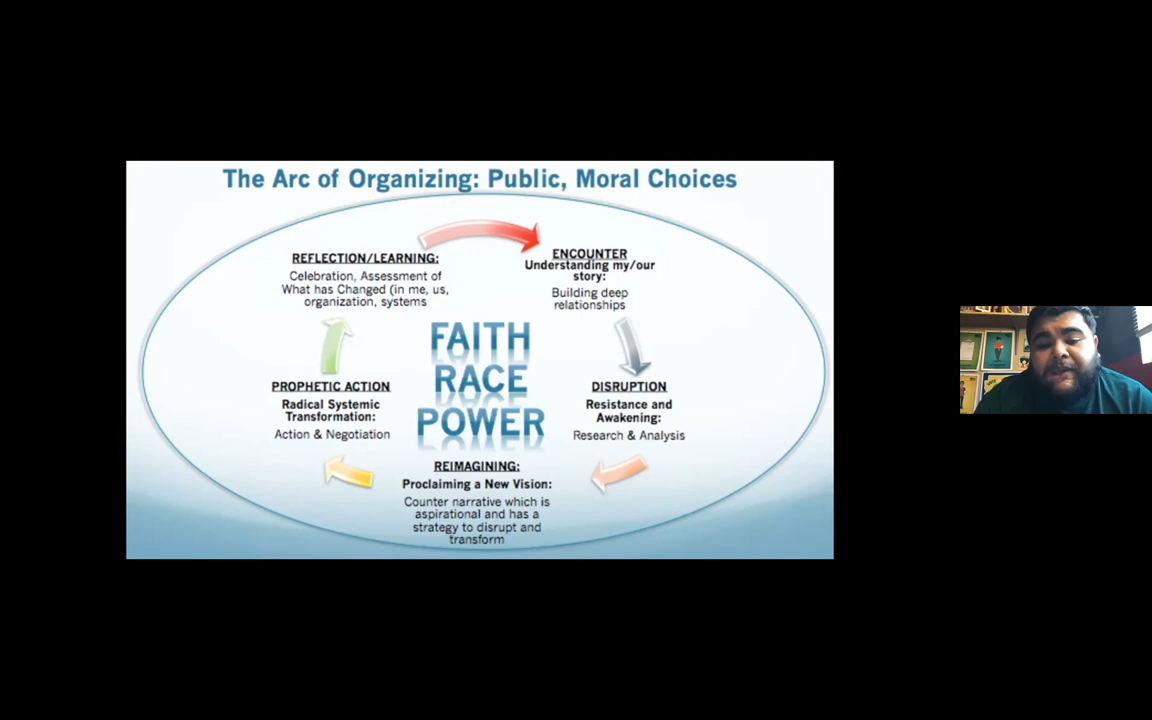 The Arc of Organizing: Public, Moral Choices
REFLECTION/LEARNING:
Celebration, Assessment of
What has Changed (in me, us,
organization, systems
ENCOUNTER
Understanding my/our
story:
Building deep
relationships
FAITH
RACE
POWER
PROPHETIC ACTION
Radical Systemic
Transformation:
Action & Negotiation
DISRUPTION
Resistance and
Awakening:
Research & Analysis
REIMAGINING:
Proclaiming a New Vision:
Counter narrative which is
aspirational and has a
strategy to disrupt and
transform